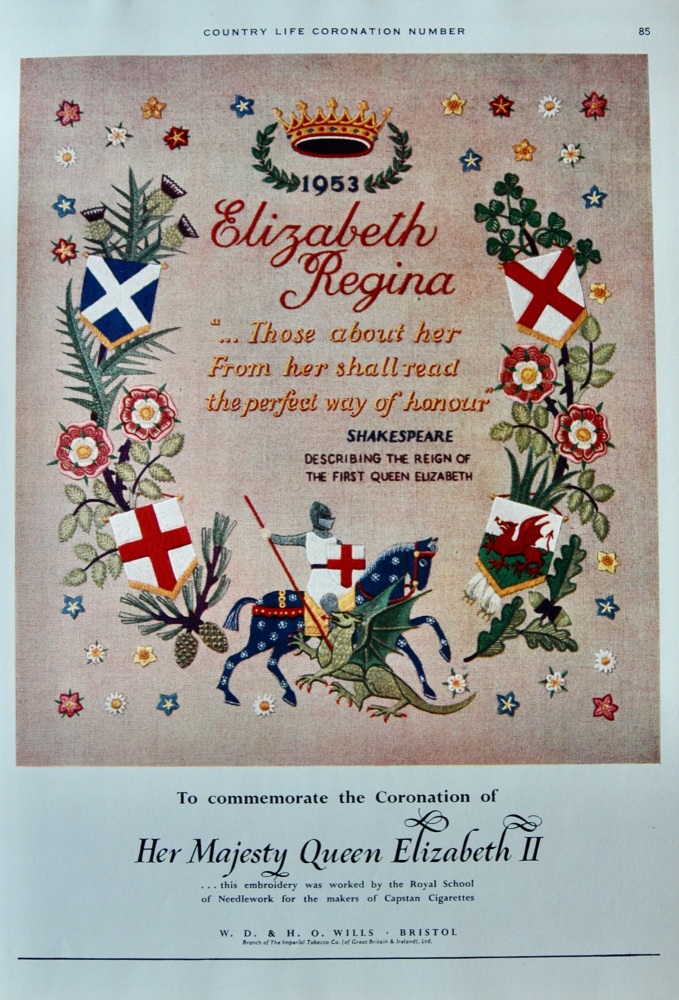 COUNTRY LIFE CORONATION NUMBER 85
1953
Elizabeth
Regina
"... Those about her
From her shall read
the perfect way of honour"
SHAKESPEARE
DESCRIBING THE REIGN OF
THE FIRST QUEEN ELIZABETH
To commemorate the Coronation of
Her Majesty Queen Elizabeth II
...this embroidery was worked by the Royal School
of Needlework for the makers of Capstan Cigarettes
W. D. & H. O. WILLS · BRISTOL
Branch of The Imperial Tobacco Co. (of Great Britain & Ireland), Ltd.